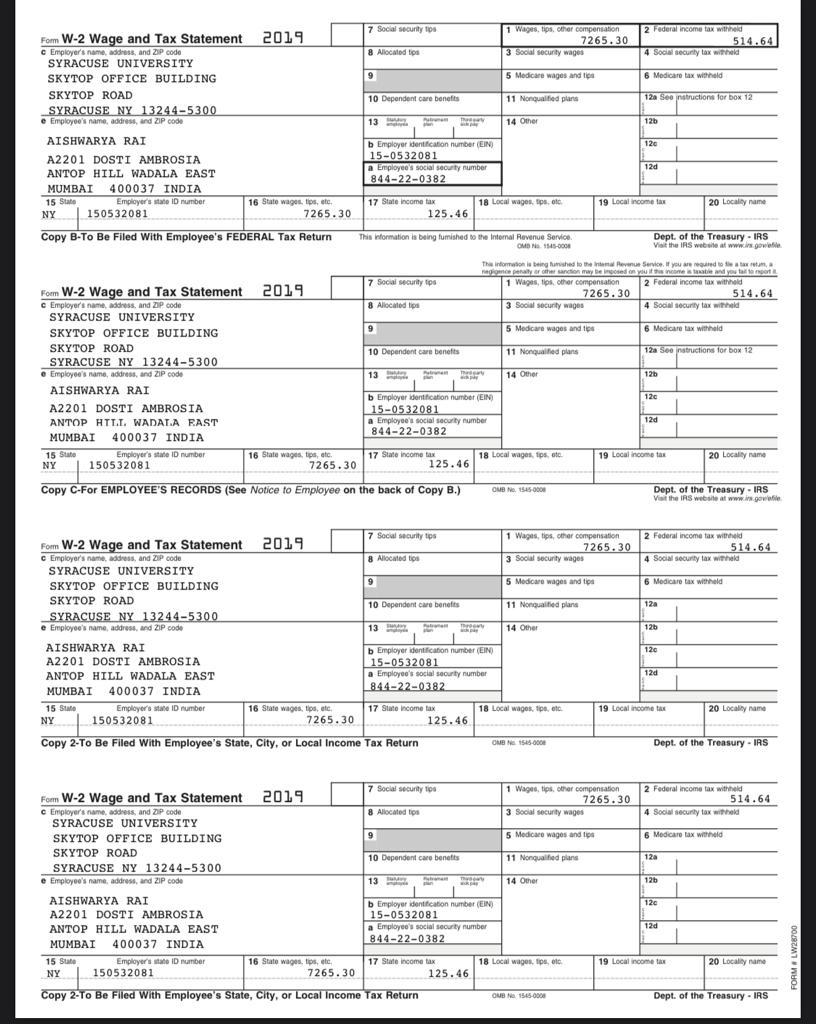 Form W-2 Wage and Tax Statement 2019
7 Social security tips
1 Wages, tips, other compensation
7265.30
2 Federal income tax withheld
514.64
c Employer's name, address, and ZIP code
SYRACUSE UNIVERSITY
SKYTOP OFFICE BUILDING
SKYTOP ROAD
SYRACUSE NY 13244-5300
8 Allocated tips
3 Social security wages
4 Social security tax withheld
9
5 Medicare wages and tips
6 Medicare tax withheld
10 Dependent care benefits
11 Nonqualified plans
12a See instructions for box 12
e Employee's name, address, and ZIP code
AISHWARYA RAI
A2201 DOSTI AMBROSIA
ANTOP HILL WADALA EAST
MUMBAI 400037 INDIA
13 Statutory employee Retirement plan Third-party sick pay
14 Other
12b
b Employer identification number (EIN)
15-0532081
12c
a Employee's social security number
844-22-0382
12d
15 State Employer's state ID number
NY 150532081
16 State wages, tips, etc.
7265.30
17 State income tax
125.46
18 Local wages, tips, etc.
19 Local income tax
20 Locality name
Copy B-To Be Filed With Employee's FEDERAL Tax Return
This information is being furnished to the Internal Revenue Service.
OMB No. 1545-0008
Dept. of the Treasury - IRS
Visit the IRS website at www.irs.gov/efile.
This information is being furnished to the Internal Revenue Service. If you are required to file a tax return, a
negligence penalty or other sanction may be imposed on you if this income is taxable and you fail to report it.
Form W-2 Wage and Tax Statement 2019
7 Social security tips
1 Wages, tips, other compensation
7265.30
2 Federal income tax withheld
514.64
c Employer's name, address, and ZIP code
SYRACUSE UNIVERSITY
SKYTOP OFFICE BUILDING
SKYTOP ROAD
SYRACUSE NY 13244-5300
8 Allocated tips
3 Social security wages
4 Social security tax withheld
9
5 Medicare wages and tips
6 Medicare tax withheld
10 Dependent care benefits
11 Nonqualified plans
12a See instructions for box 12
e Employee's name, address, and ZIP code
AISHWARYA RAI
A2201 DOSTI AMBROSIA
ANTOP HILL WADALA EAST
MUMBAI 400037 INDIA
13 Statutory employee Retirement plan Third-party sick pay
14 Other
12b
b Employer identification number (EIN)
15-0532081
12c
a Employee's social security number
844-22-0382
12d
15 State Employer's state ID number
NY 150532081
16 State wages, tips, etc.
7265.30
17 State income tax
125.46
18 Local wages, tips, etc.
19 Local income tax
20 Locality name
Copy C-For EMPLOYEE'S RECORDS (See Notice to Employee on the back of Copy B.)
OMB No. 1545-0008
Dept. of the Treasury - IRS
Visit the IRS website at www.irs.gov/efile.
Form W-2 Wage and Tax Statement 2019
7 Social security tips
1 Wages, tips, other compensation
7265.30
2 Federal income tax withheld
514.64
c Employer's name, address, and ZIP code
SYRACUSE UNIVERSITY
SKYTOP OFFICE BUILDING
SKYTOP ROAD
SYRACUSE NY 13244-5300
8 Allocated tips
3 Social security wages
4 Social security tax withheld
9
5 Medicare wages and tips
6 Medicare tax withheld
10 Dependent care benefits
11 Nonqualified plans
12a
e Employee's name, address, and ZIP code
AISHWARYA RAI
A2201 DOSTI AMBROSIA
ANTOP HILL WADALA EAST
MUMBAI 400037 INDIA
13 Statutory employee Retirement plan Third-party sick pay
14 Other
12b
b Employer identification number (EIN)
15-0532081
12c
a Employee's social security number
844-22-0382
12d
15 State Employer's state ID number
NY 150532081
16 State wages, tips, etc.
7265.30
17 State income tax
125.46
18 Local wages, tips, etc.
19 Local income tax
20 Locality name
Copy 2-To Be Filed With Employee's State, City, or Local Income Tax Return
OMB No. 1545-0008
Dept. of the Treasury - IRS
Form W-2 Wage and Tax Statement 2019
7 Social security tips
1 Wages, tips, other compensation
7265.30
2 Federal income tax withheld
514.64
c Employer's name, address, and ZIP code
SYRACUSE UNIVERSITY
SKYTOP OFFICE BUILDING
SKYTOP ROAD
SYRACUSE NY 13244-5300
8 Allocated tips
3 Social security wages
4 Social security tax withheld
9
5 Medicare wages and tips
6 Medicare tax withheld
10 Dependent care benefits
11 Nonqualified plans
12a
e Employee's name, address, and ZIP code
AISHWARYA RAI
A2201 DOSTI AMBROSIA
ANTOP HILL WADALA EAST
MUMBAI 400037 INDIA
13 Statutory employee Retirement plan Third-party sick pay
14 Other
12b
b Employer identification number (EIN)
15-0532081
12c
a Employee's social security number
844-22-0382
12d
15 State Employer's state ID number
NY 150532081
16 State wages, tips, etc.
7265.30
17 State income tax
125.46
18 Local wages, tips, etc.
19 Local income tax
20 Locality name
Copy 2-To Be Filed With Employee's State, City, or Local Income Tax Return
OMB No. 1545-0008
Dept. of the Treasury - IRS
FORM # LW28700